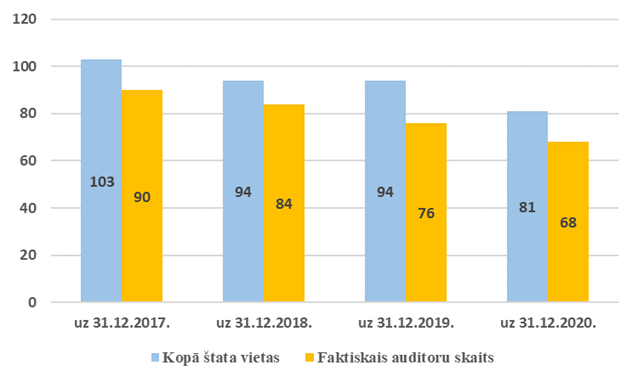 120
100
80
60
40
20
0
103
90
94
84
94
76
81
68
uz 31.12.2017.
uz 31.12.2018.
uz 31.12.2019.
uz 31.12.2020.
Kopā štata vietas
Faktiskais auditoru skaits